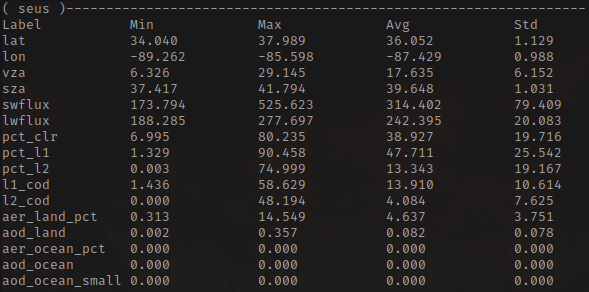 ( seus )----------------------------------------------------------------
Label Min Max Avg Std
lat 34.040 37.989 36.052 1.129
lon -89.262 -85.598 -87.429 0.988
vza 6.326 29.145 17.635 6.152
sza 37.417 41.794 39.648 1.031
swflux 173.794 525.623 314.402 79.409
lwflux 188.285 277.697 242.395 20.083
pct_clr 6.995 80.235 38.927 19.716
pct_l1 1.329 90.458 47.711 25.542
pct_l2 0.003 74.999 13.343 19.167
l1_cod 1.436 58.629 13.910 10.614
l2_cod 0.000 48.194 4.084 7.625
aer_land_pct 0.313 14.549 4.637 3.751
aod_land 0.002 0.357 0.082 0.078
aer_ocean_pct 0.000 0.000 0.000 0.000
aod_ocean 0.000 0.000 0.000 0.000
aod_ocean_small 0.000 0.000 0.000 0.000